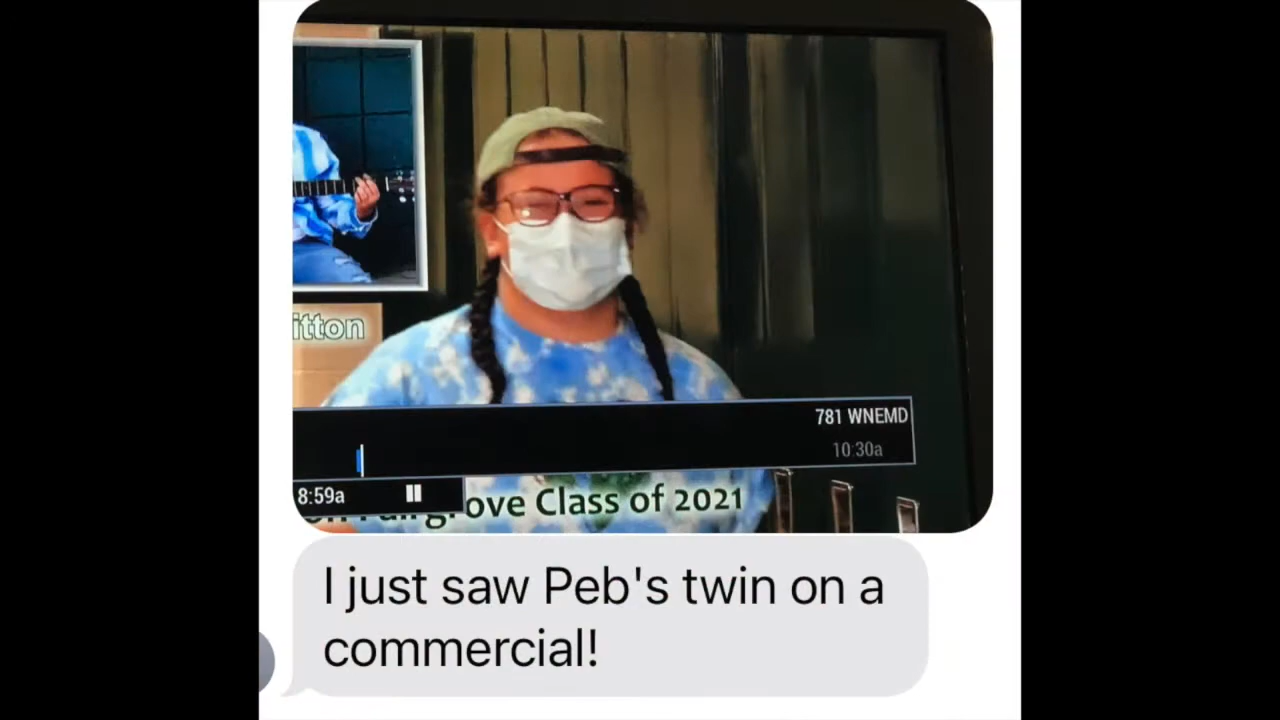 itton
781 WNEMD
10:30a
8:59a
ove Class of 2021
I just saw Peb's twin on a
commercial!